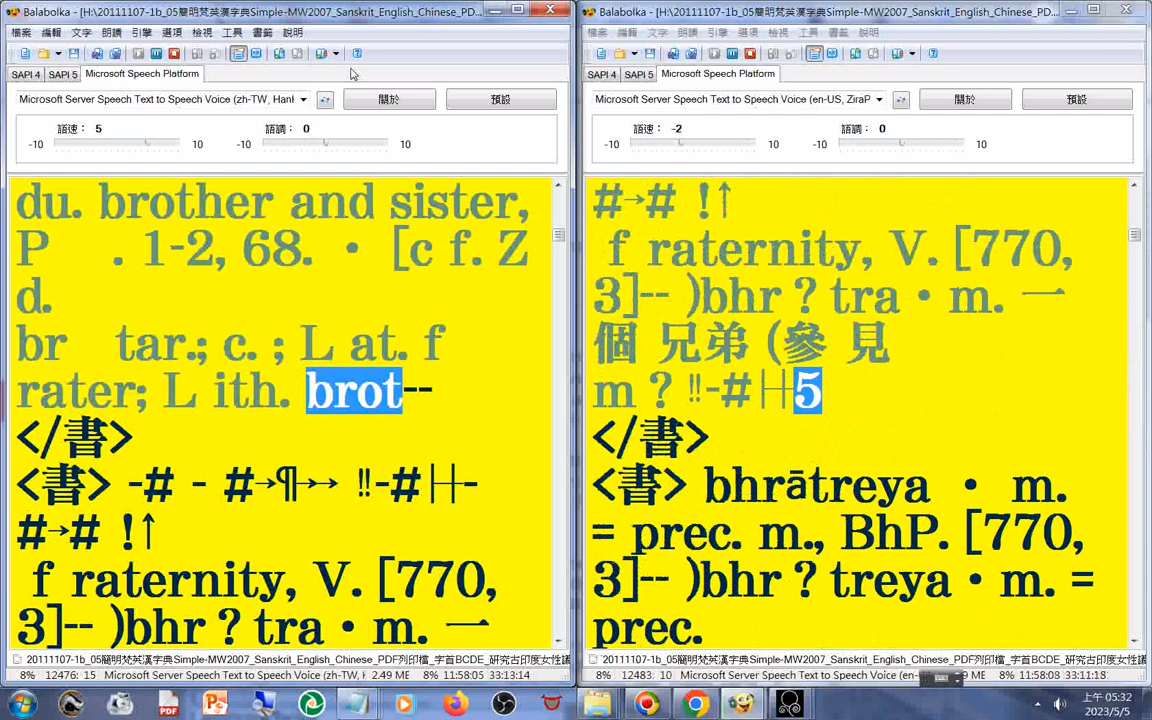 Balabolka - [H:\20111107-1b_05簡明梵英漢字典Simple-MW2007_Sanskrit_English_Chinese_PD...
檔案 編輯 文字 朗讀 引擎 選項 檢視 工具 書籤 說明
SAPI 4 SAPI 5 Microsoft Speech Platform
Microsoft Server Speech Text to Speech Voice (zh-TW, Hanl
關於 預設
語速: 5 語調: 0
-10 10 -10 10
du. brother and sister,
P . 1-2, 68. • [c f. Z
d.
br tar.; c. ; L at. f
rater; L ith. brot--
</書>
<書> -# - #→¶→→ ‼-#├┤-
#→# !↑
f raternity, V. [770,
3]-- )bhr？tra • m. 一
20111107-1b_05簡明梵英漢字典Simple-MW2007_Sanskrit_English_Chinese_PDF列印檔_字首BCDE_研究古印度女性議
8% 12476: 15 Microsoft Server Speech Text to Speech Voice (zh-TW, H 2.49 MB 8% 11:58:05 33:13:14
Balabolka - [H:\20111107-1b_05簡明梵英漢字典Simple-MW2007_Sanskrit_English_Chinese_PD...
檔案 編輯 文字 朗讀 引擎 選項 檢視 工具 書籤 說明
SAPI 4 SAPI 5 Microsoft Speech Platform
Microsoft Server Speech Text to Speech Voice (en-US, ZiraP
關於 預設
語速: -2 語調: 0
-10 10 -10 10
#→# !↑
f raternity, V. [770,
3]-- )bhr？tra • m. 一
個 兄弟 (參 見
m？‼-#├┤5
</書>
<書> bhrātreya • m.
= prec. m., BhP. [770,
3]-- )bhr？treya • m. =
prec.
20111107-1b_05簡明梵英漢字典Simple-MW2007_Sanskrit_English_Chinese_PDF列印檔_字首BCDE_研究古印度女性議
8% 12483: 10 Microsoft Server Speech Text to Speech Voice (en-US, Z 8% 11:58:03 33:11:18
上午 05:32
2023/5/5